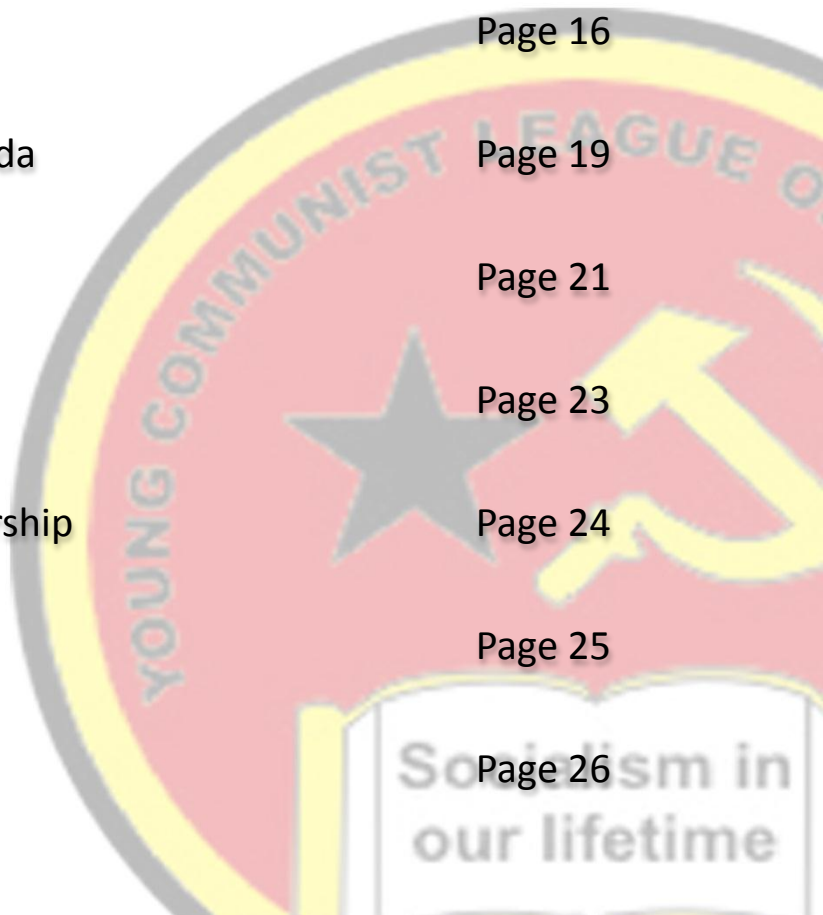 Page 16
da Page 19
Page 21
Page 23
rship Page 24
Page 25
Page 26
YOUNG COMMUNIST LEAGUE O
Socialism in
our lifetime